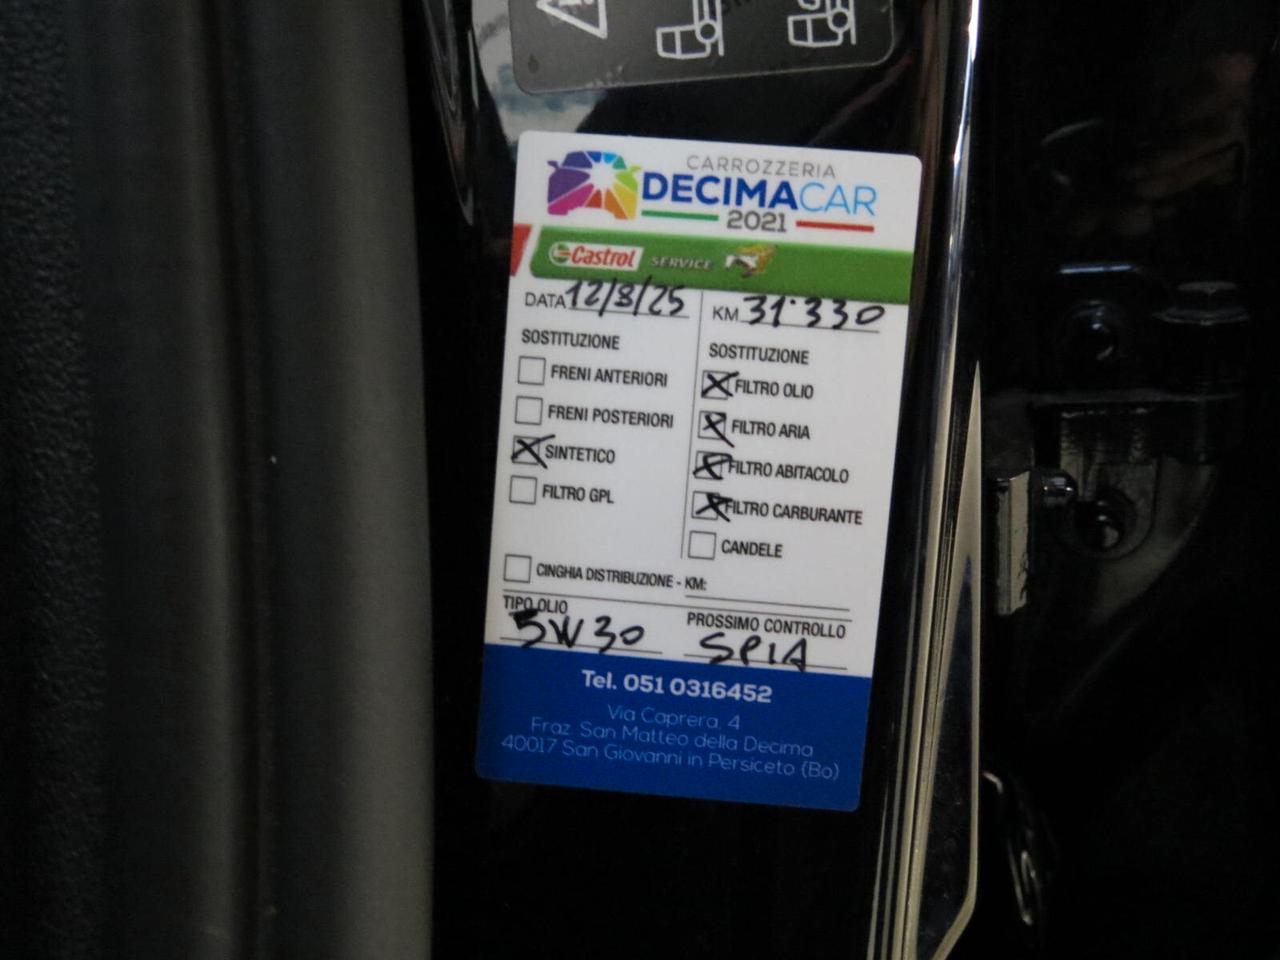 CARROZZERIA
DECIMACAR
2021
Castrol SERVICE
DATA 12/8/25
KM 31.330
SOSTITUZIONE
FRENI ANTERIORI
FRENI POSTERIORI
SINTETICO
FILTRO GPL
SOSTITUZIONE
FILTRO OLIO
FILTRO ARIA
FILTRO ABITACOLO
FILTRO CARBURANTE
CANDELE
CINGHIA DISTRIBUZIONE - KM:
TIPO OLIO
5W30
PROSSIMO CONTROLLO
SPIA
Tel. 051 0316452
Via Caprera, 4
Fraz. San Matteo della Decima
40017 San Giovanni in Persiceto (Bo)